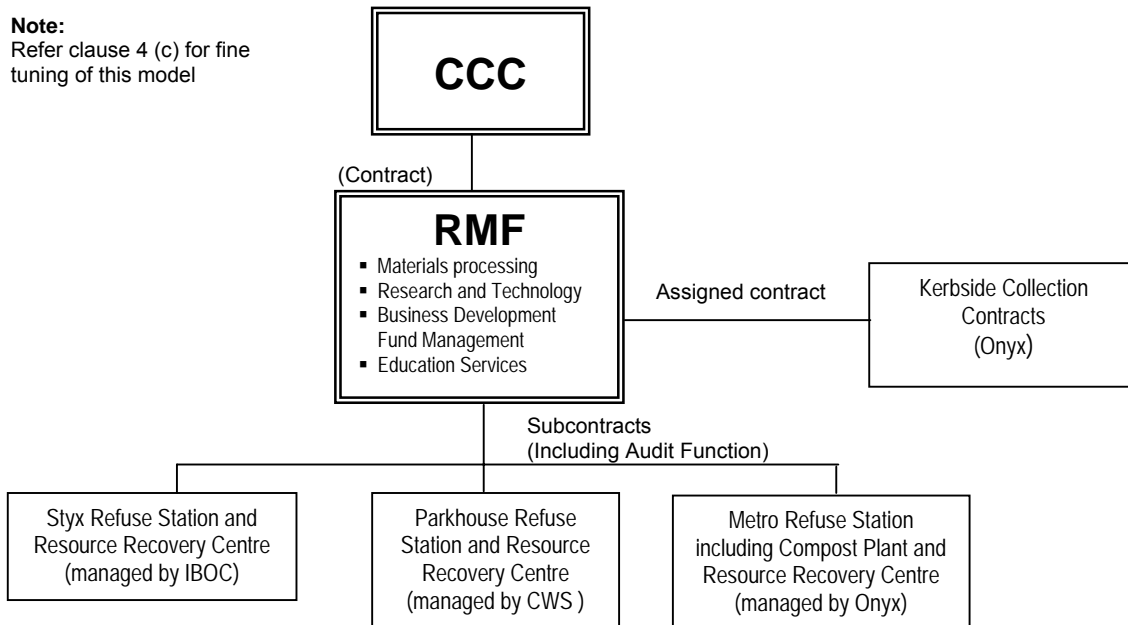 Note:
Refer clause 4 (c) for fine
tuning of this model
CCC
(Contract)
RMF
▪ Materials processing
▪ Research and Technology
▪ Business Development
Fund Management
▪ Education Services
Assigned contract
Kerbside Collection
Contracts
(Onyx)
Subcontracts
(Including Audit Function)
Styx Refuse Station and
Resource Recovery Centre
(managed by IBOC)
Parkhouse Refuse
Station and Resource
Recovery Centre
(managed by CWS )
Metro Refuse Station
including Compost Plant and
Resource Recovery Centre
(managed by Onyx)